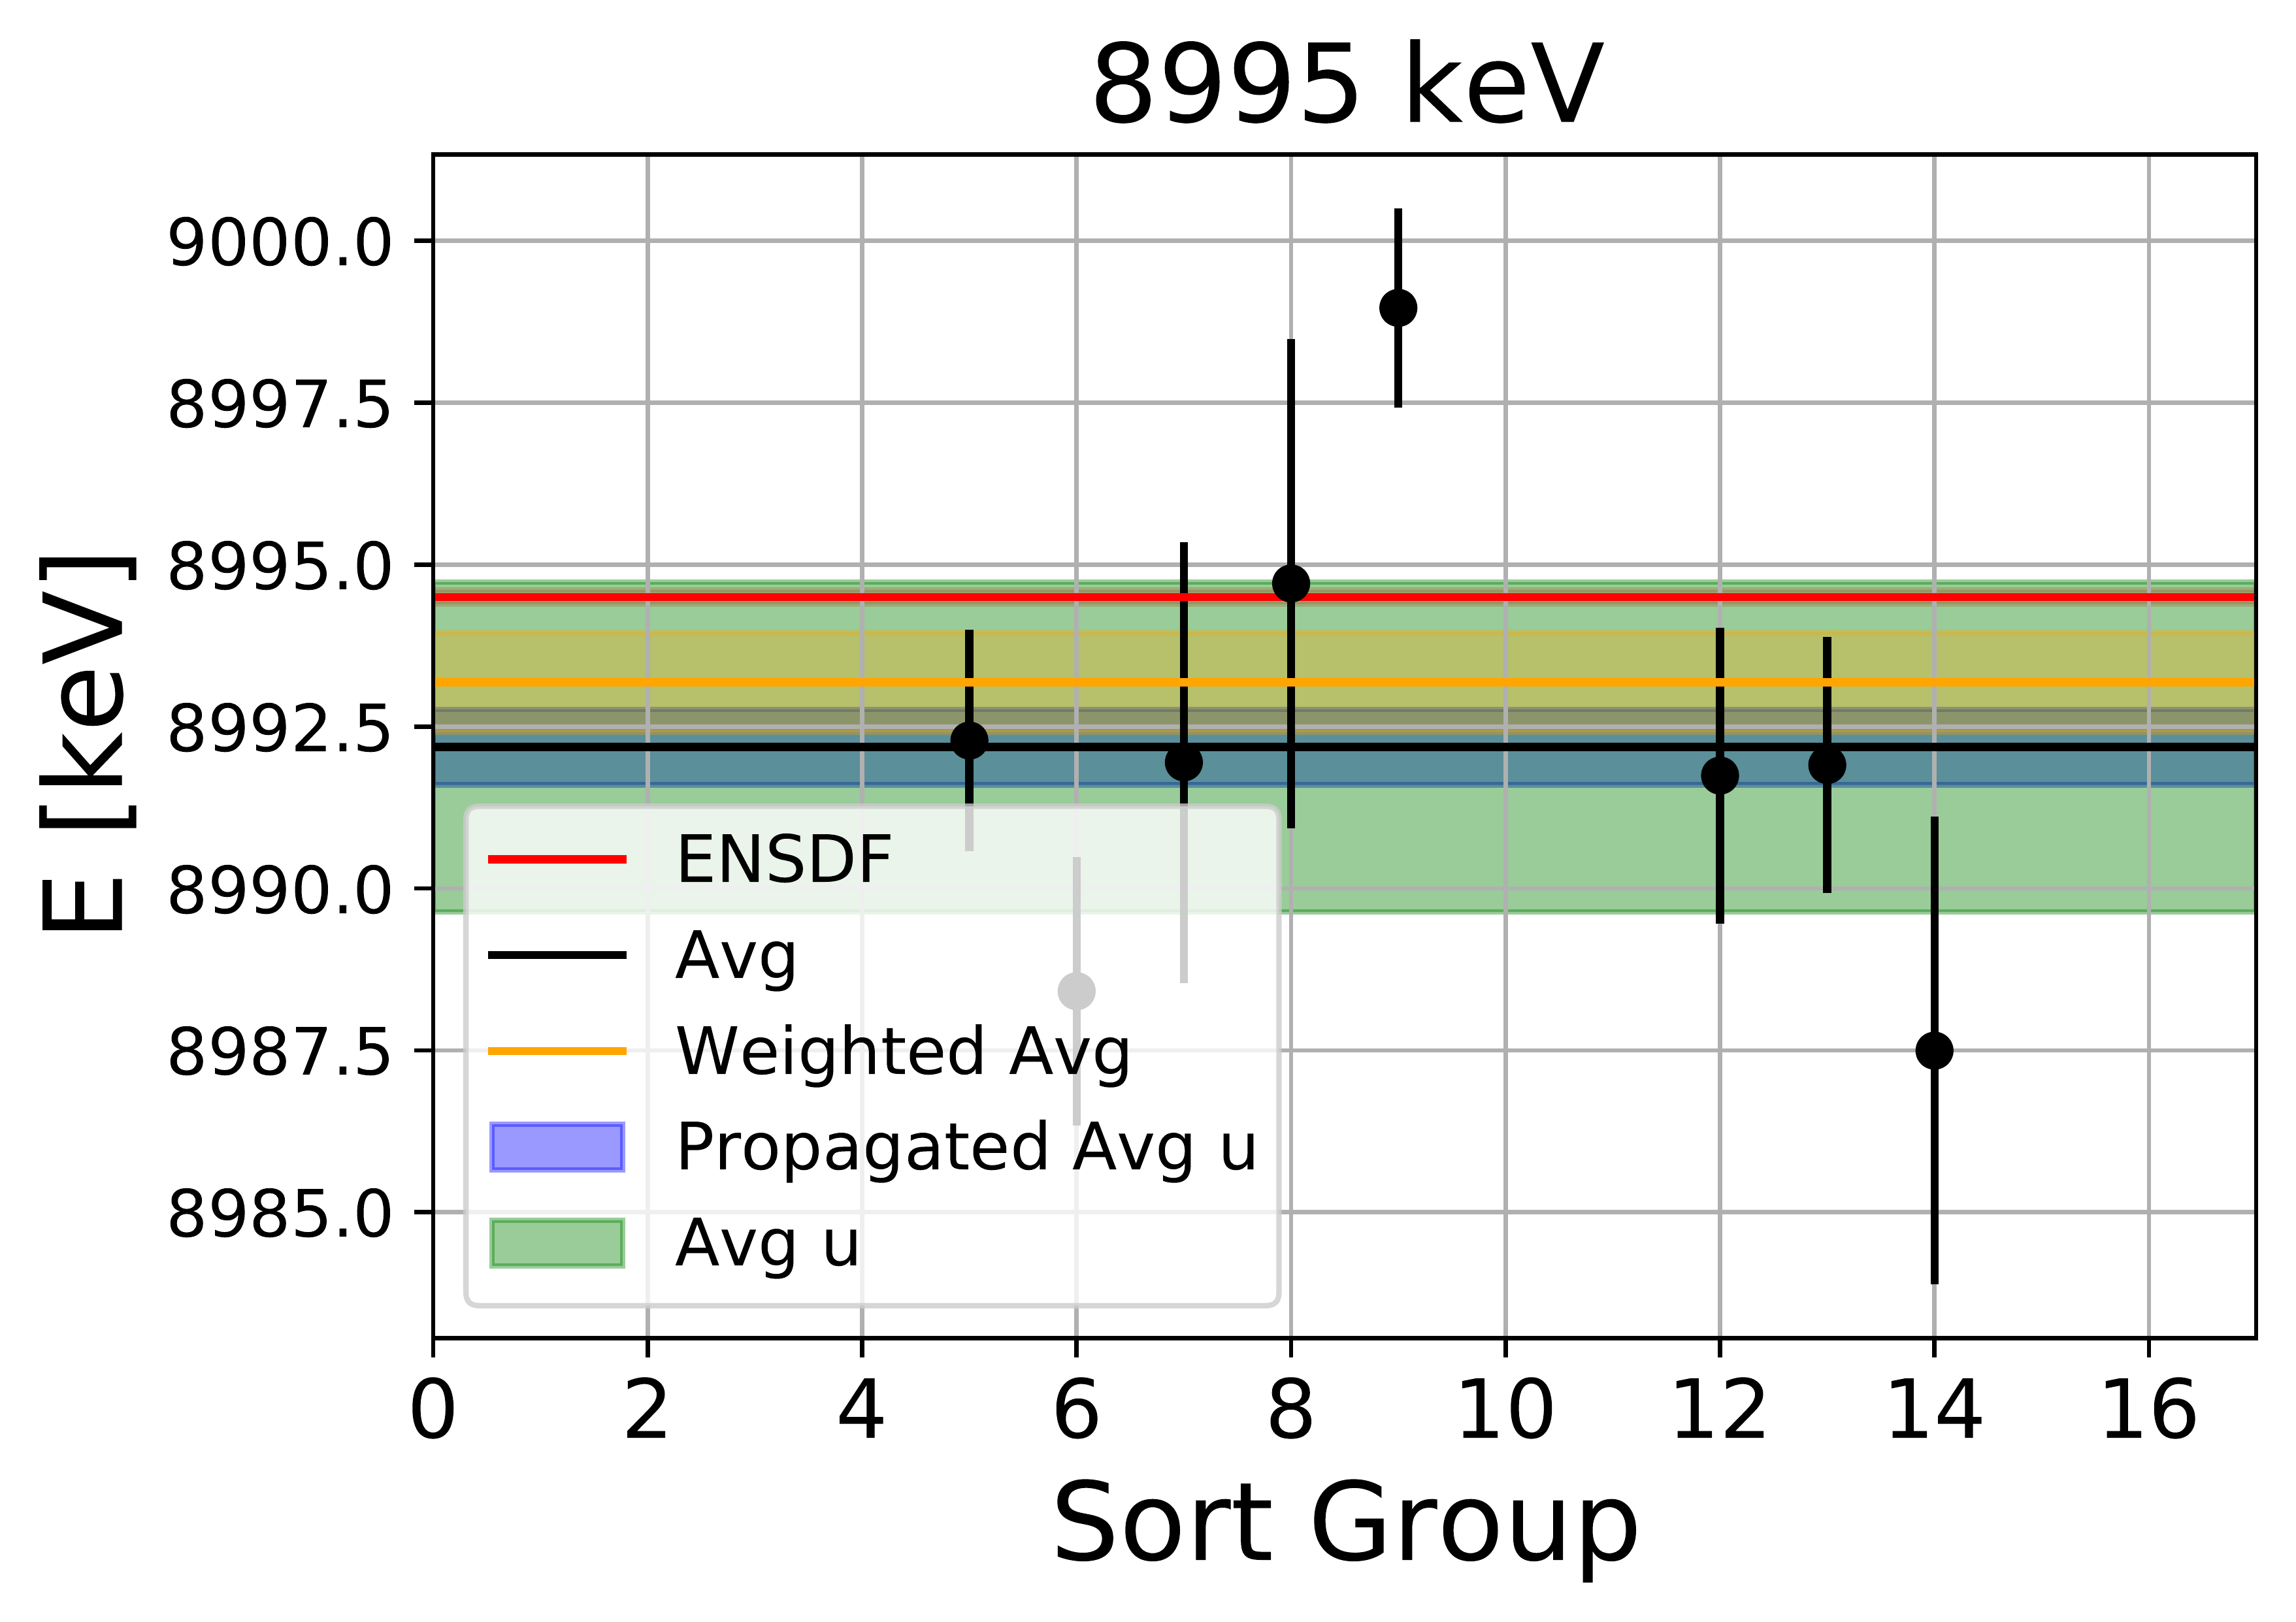 8995 keV
E [keV]
9000.0
8997.5
8995.0
8992.5
8990.0
8987.5
8985.0
ENSDF
Avg
Weighted Avg
Propagated Avg u
Avg u
0 2 4 6 8 10 12 14 16
Sort Group